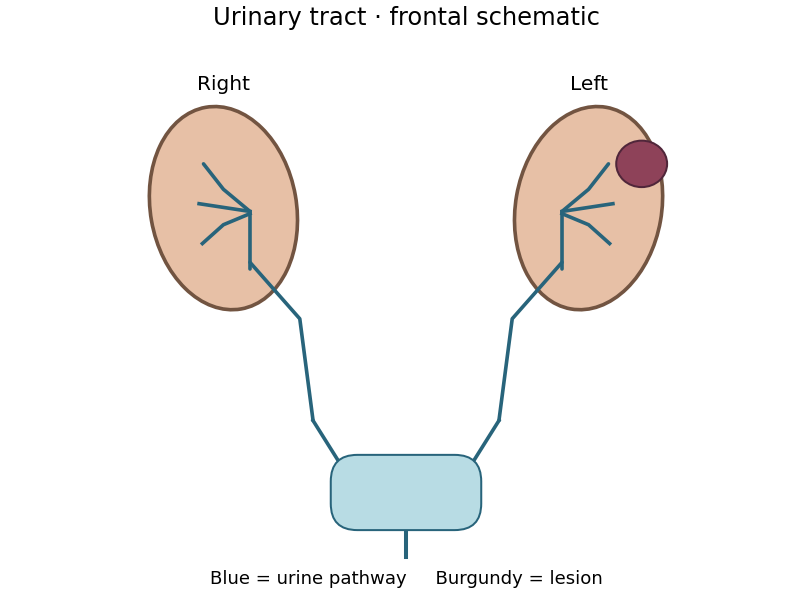 Urinary tract · frontal schematic
Right
Left
Blue = urine pathway
Burgundy = lesion